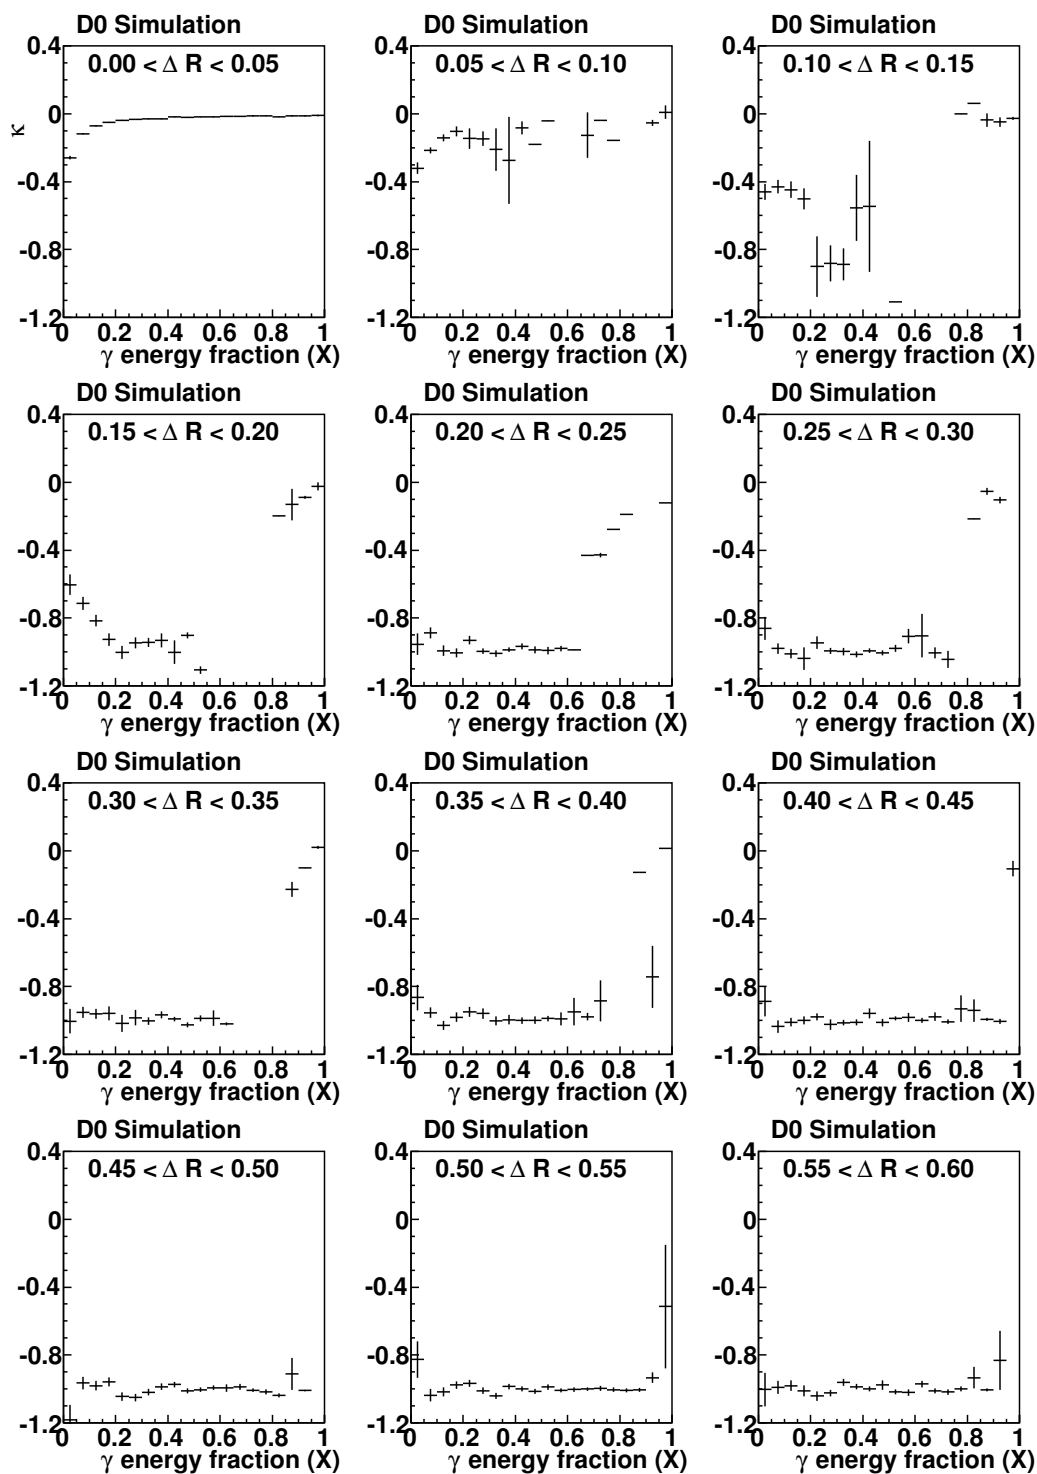 D0 Simulation
0.00 < Δ R < 0.05
κ
0.4
0
-0.4
-0.8
-1.2
0 0.2 0.4 0.6 0.8 1
γ energy fraction (X)
D0 Simulation
0.05 < Δ R < 0.10
0.4
0
-0.4
-0.8
-1.2
0 0.2 0.4 0.6 0.8 1
γ energy fraction (X)
D0 Simulation
0.10 < Δ R < 0.15
0.4
0
-0.4
-0.8
-1.2
0 0.2 0.4 0.6 0.8 1
γ energy fraction (X)
D0 Simulation
0.15 < Δ R < 0.20
0.4
0
-0.4
-0.8
-1.2
0 0.2 0.4 0.6 0.8 1
γ energy fraction (X)
D0 Simulation
0.20 < Δ R < 0.25
0.4
0
-0.4
-0.8
-1.2
0 0.2 0.4 0.6 0.8 1
γ energy fraction (X)
D0 Simulation
0.25 < Δ R < 0.30
0.4
0
-0.4
-0.8
-1.2
0 0.2 0.4 0.6 0.8 1
γ energy fraction (X)
D0 Simulation
0.30 < Δ R < 0.35
0.4
0
-0.4
-0.8
-1.2
0 0.2 0.4 0.6 0.8 1
γ energy fraction (X)
D0 Simulation
0.35 < Δ R < 0.40
0.4
0
-0.4
-0.8
-1.2
0 0.2 0.4 0.6 0.8 1
γ energy fraction (X)
D0 Simulation
0.40 < Δ R < 0.45
0.4
0
-0.4
-0.8
-1.2
0 0.2 0.4 0.6 0.8 1
γ energy fraction (X)
D0 Simulation
0.45 < Δ R < 0.50
0.4
0
-0.4
-0.8
-1.2
0 0.2 0.4 0.6 0.8 1
γ energy fraction (X)
D0 Simulation
0.50 < Δ R < 0.55
0.4
0
-0.4
-0.8
-1.2
0 0.2 0.4 0.6 0.8 1
γ energy fraction (X)
D0 Simulation
0.55 < Δ R < 0.60
0.4
0
-0.4
-0.8
-1.2
0 0.2 0.4 0.6 0.8 1
γ energy fraction (X)